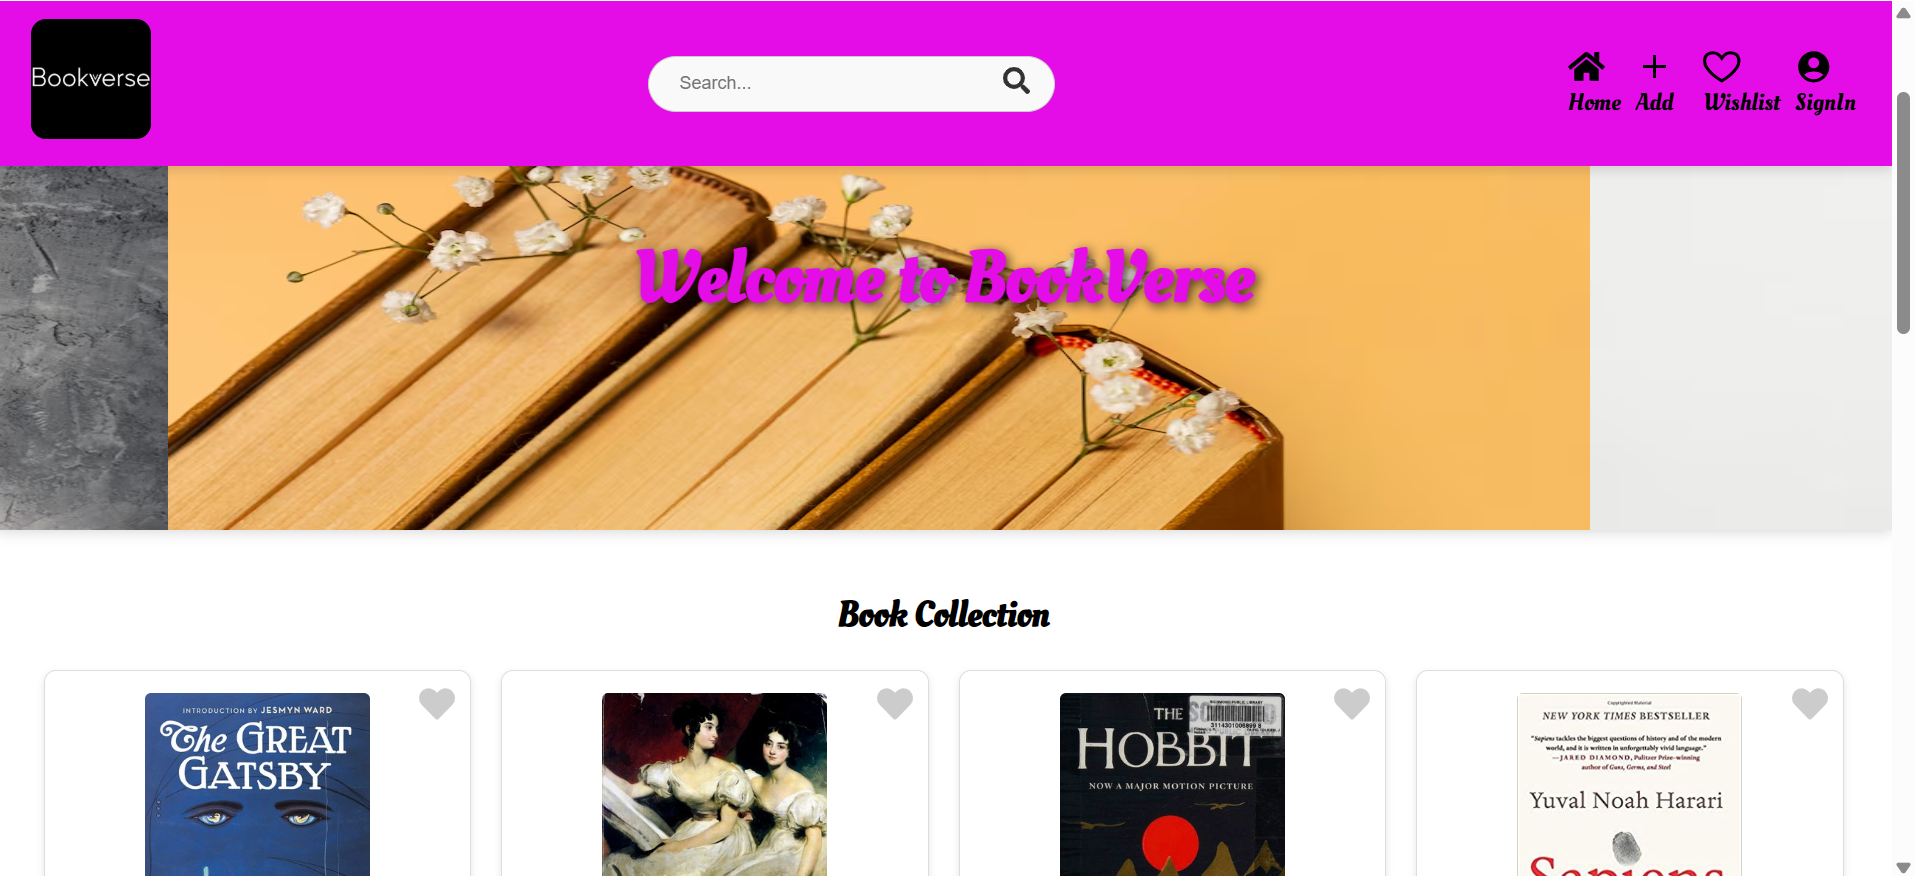 Bookverse
Search...
Home
Add
Wishlist
SignIn
Welcome to BookVerse
Book Collection
INTRODUCTION BY JESMYN WARD
The GREAT
GATSBY
THE
HOBBIT
NOW A MAJOR MOTION PICTURE
NEW YORK TIMES BESTSELLER
"Sapiens tackles the biggest questions of history and of the modern
world, and it is written in unforgettably vivid language."
—JARED DIAMOND, Pulitzer Prize–winning
author of Guns, Germs, and Steel
Yuval Noah Harari
Sapiens